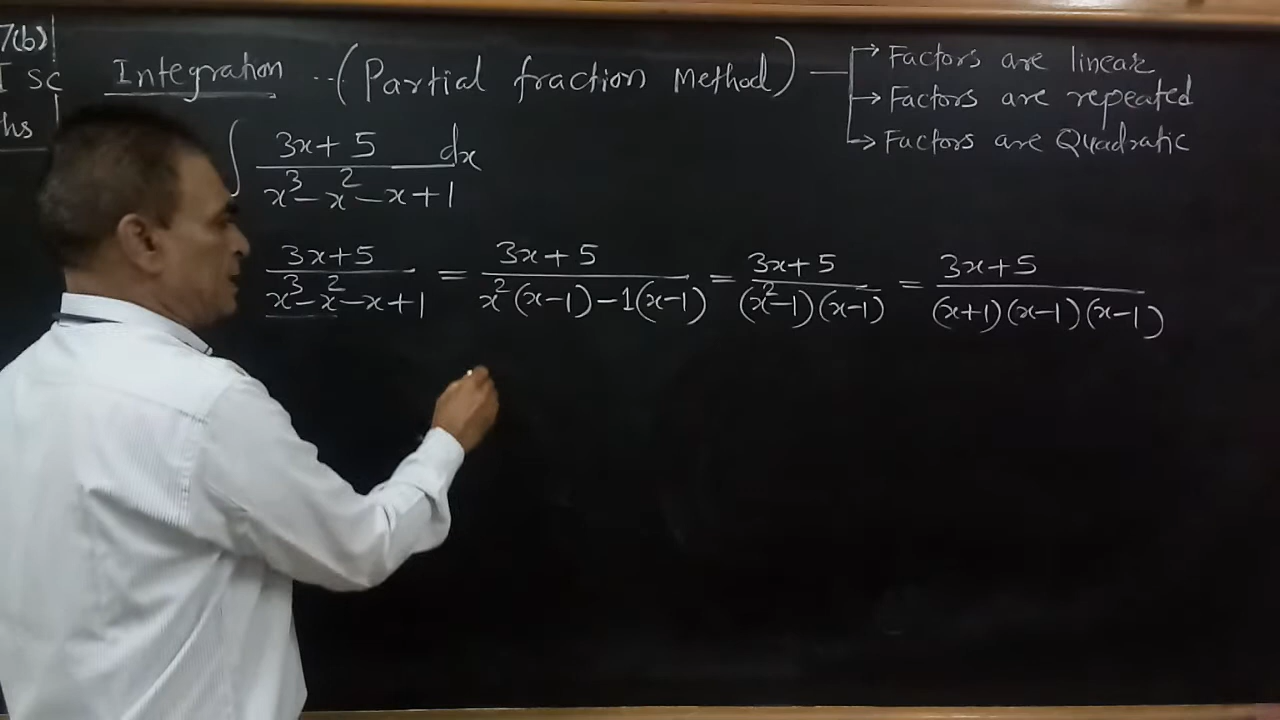 7(b)
I SC
ths
Integration ..(Partial fraction Method)
→ Factors are linear
→ Factors are repeated
→ Factors are Quadratic
∫ (3x+5)/(x³-x²-x+1) dx
(3x+5)/(x³-x²-x+1) = (3x+5)/(x²(x-1)-1(x-1)) = (3x+5)/((x²-1)(x-1)) = (3x+5)/((x+1)(x-1)(x-1))